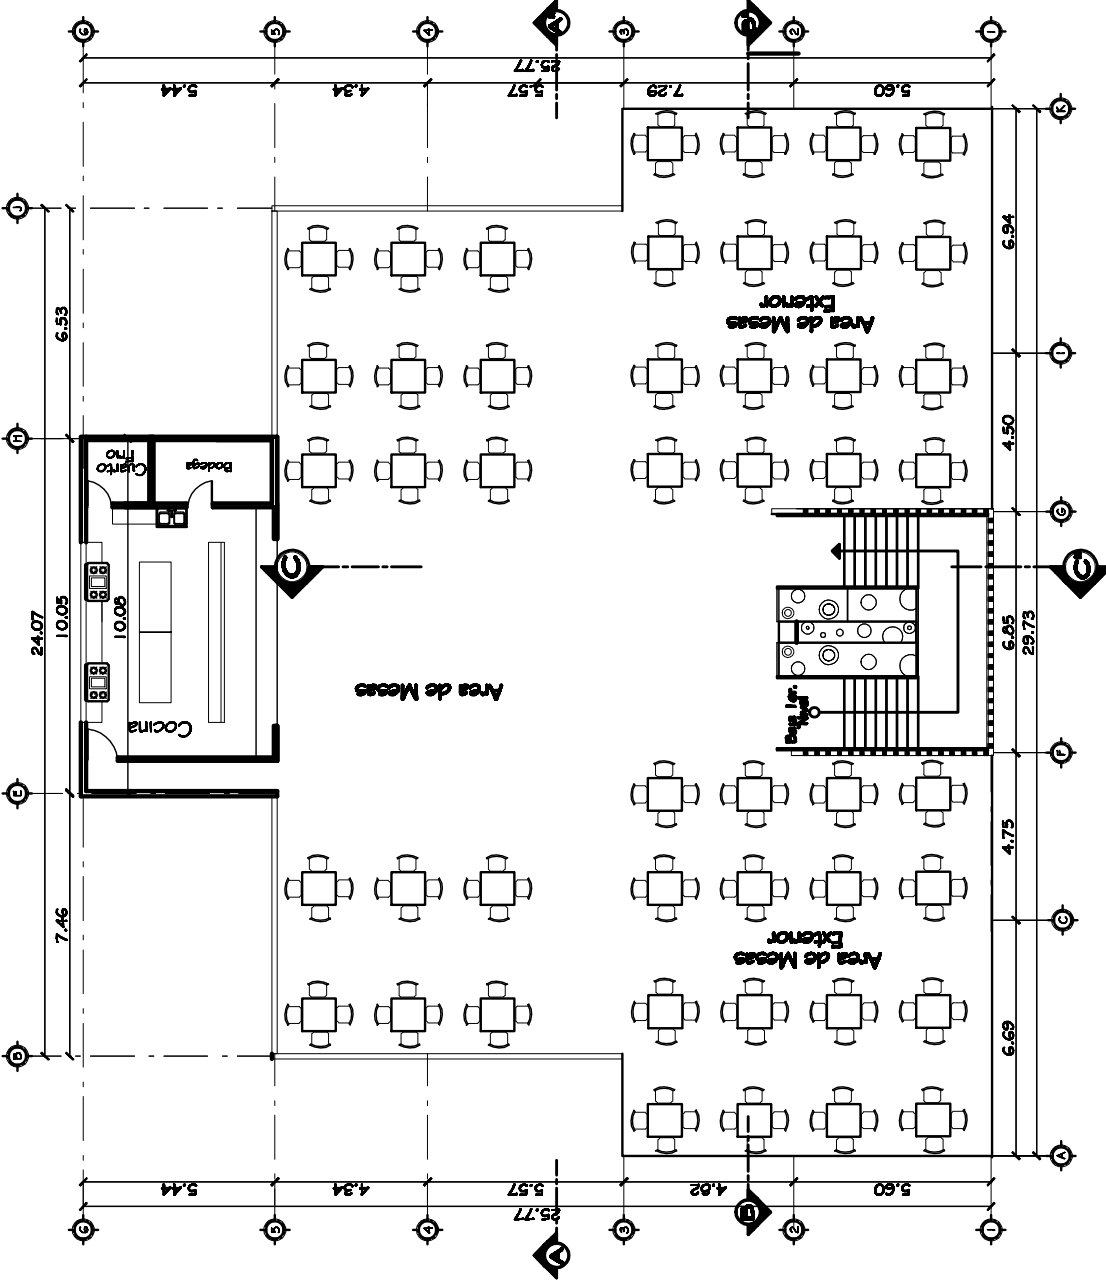 6
5
4
A'
3
B'
2
1
25.77
5.44
4.34
5.57
7.29
5.60
K
J
6.94
Area de Mesas
Exterior
6.53
I
4.50
H
Cuarto
Frio
Bodega
G
C
C'
24.07
10.05
10.08
6.85
29.73
Area de Mesas
Baja 1er.
Nivel
Cocina
F
E
4.75
7.46
C
Area de Mesas
Exterior
6.69
B
A
5.44
4.34
5.57
4.82
5.60
25.77
6
5
4
A
3
B
2
1